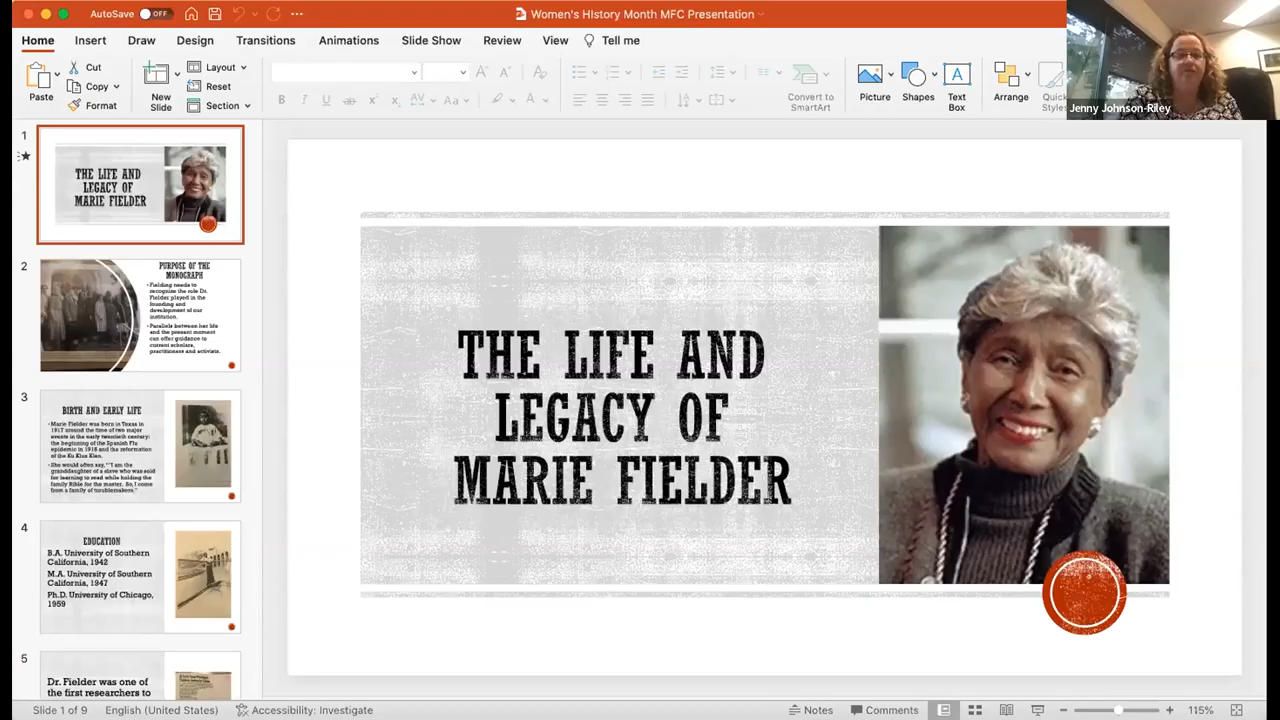 AutoSave OFF
Women's HIstory Month MFC Presentation
Home Insert Draw Design Transitions Animations Slide Show Review View Tell me
Paste
Cut
Copy
Format
New
Slide
Layout
Reset
Section
Convert to
SmartArt
Picture
Shapes
Text
Box
Arrange
Quick
Styles
Jenny Johnson-Riley
1
THE LIFE AND
LEGACY OF
MARIE FIELDER
2
PURPOSE OF THE
MONOGRAPH
Fielding needs to
recognize the role Dr.
Fielder played in the
founding and
development of our
institution.
Parallels between her life
and the present moment
can offer guidance to
current scholars,
practitioners and activists.
3
BIRTH AND EARLY LIFE
Marie Fielder was born in Texas in
1917 around the time of two major
events in the early twentieth century:
the beginning of the Spanish Flu
epidemic in 1918 and the reformation
of the Ku Klux Klan.
She would often say, "I am the
granddaughter of a slave who was sold
for learning to read while holding the
family Bible for the master. So, I come
from a family of troublemakers."
4
EDUCATION
B.A. University of Southern
California, 1942
M.A. University of Southern
California, 1947
Ph.D. University of Chicago,
1959
5
Dr. Fielder was one of
the first researchers to
THE LIFE AND
LEGACY OF
MARIE FIELDER
Slide 1 of 9 English (United States) Accessibility: Investigate Notes Comments 115%